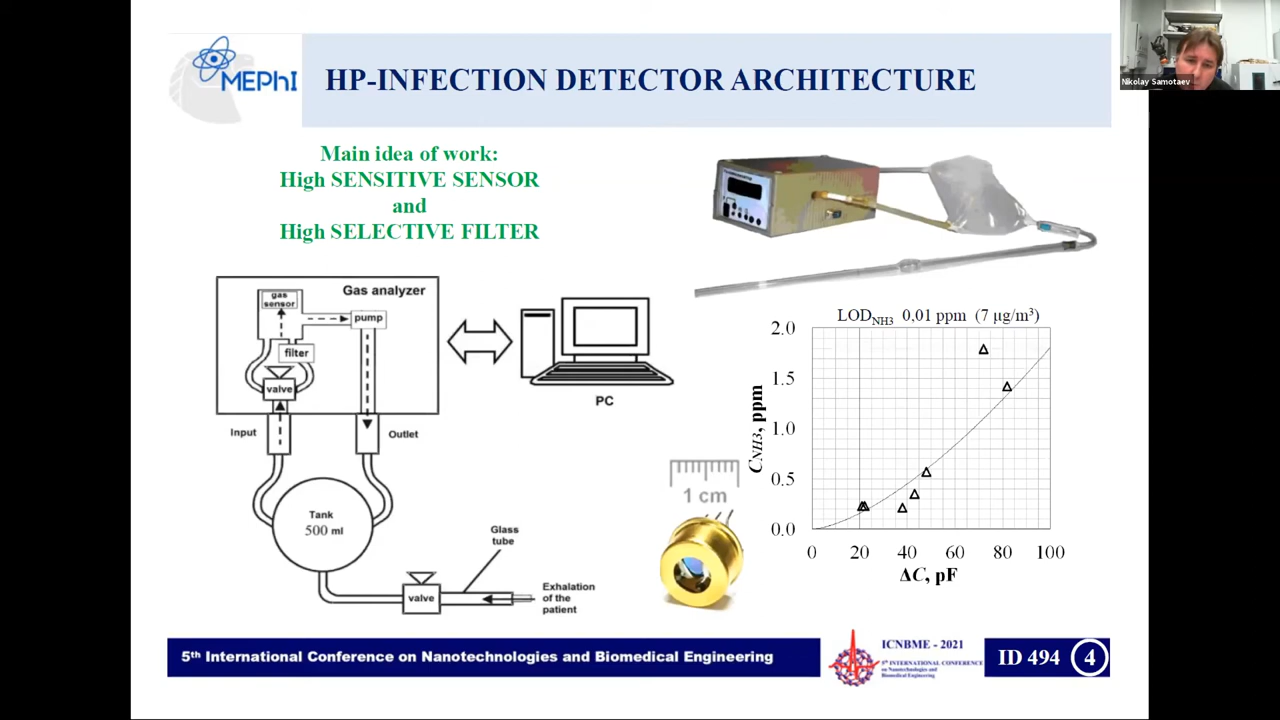 MEPhI
HP-INFECTION DETECTOR ARCHITECTURE
Nikolay Samotaev
Main idea of work:
High SENSITIVE SENSOR
and
High SELECTIVE FILTER
gas
sensor
Gas analyzer
pump
filter
valve
Input
Outlet
PC
Tank
500 ml
Glass
tube
valve
Exhalation
of the
patient
1 cm
LODNH3 0,01 ppm (7 µg/m³)
CNH3, ppm
2.0
1.5
1.0
0.5
0.0
0 20 40 60 80 100
ΔC, pF
5th International Conference on Nanotechnologies and Biomedical Engineering
ICNBME - 2021
5th INTERNATIONAL CONFERENCE
on Nanotechnologies and
Biomedical Engineering
ID 494 4